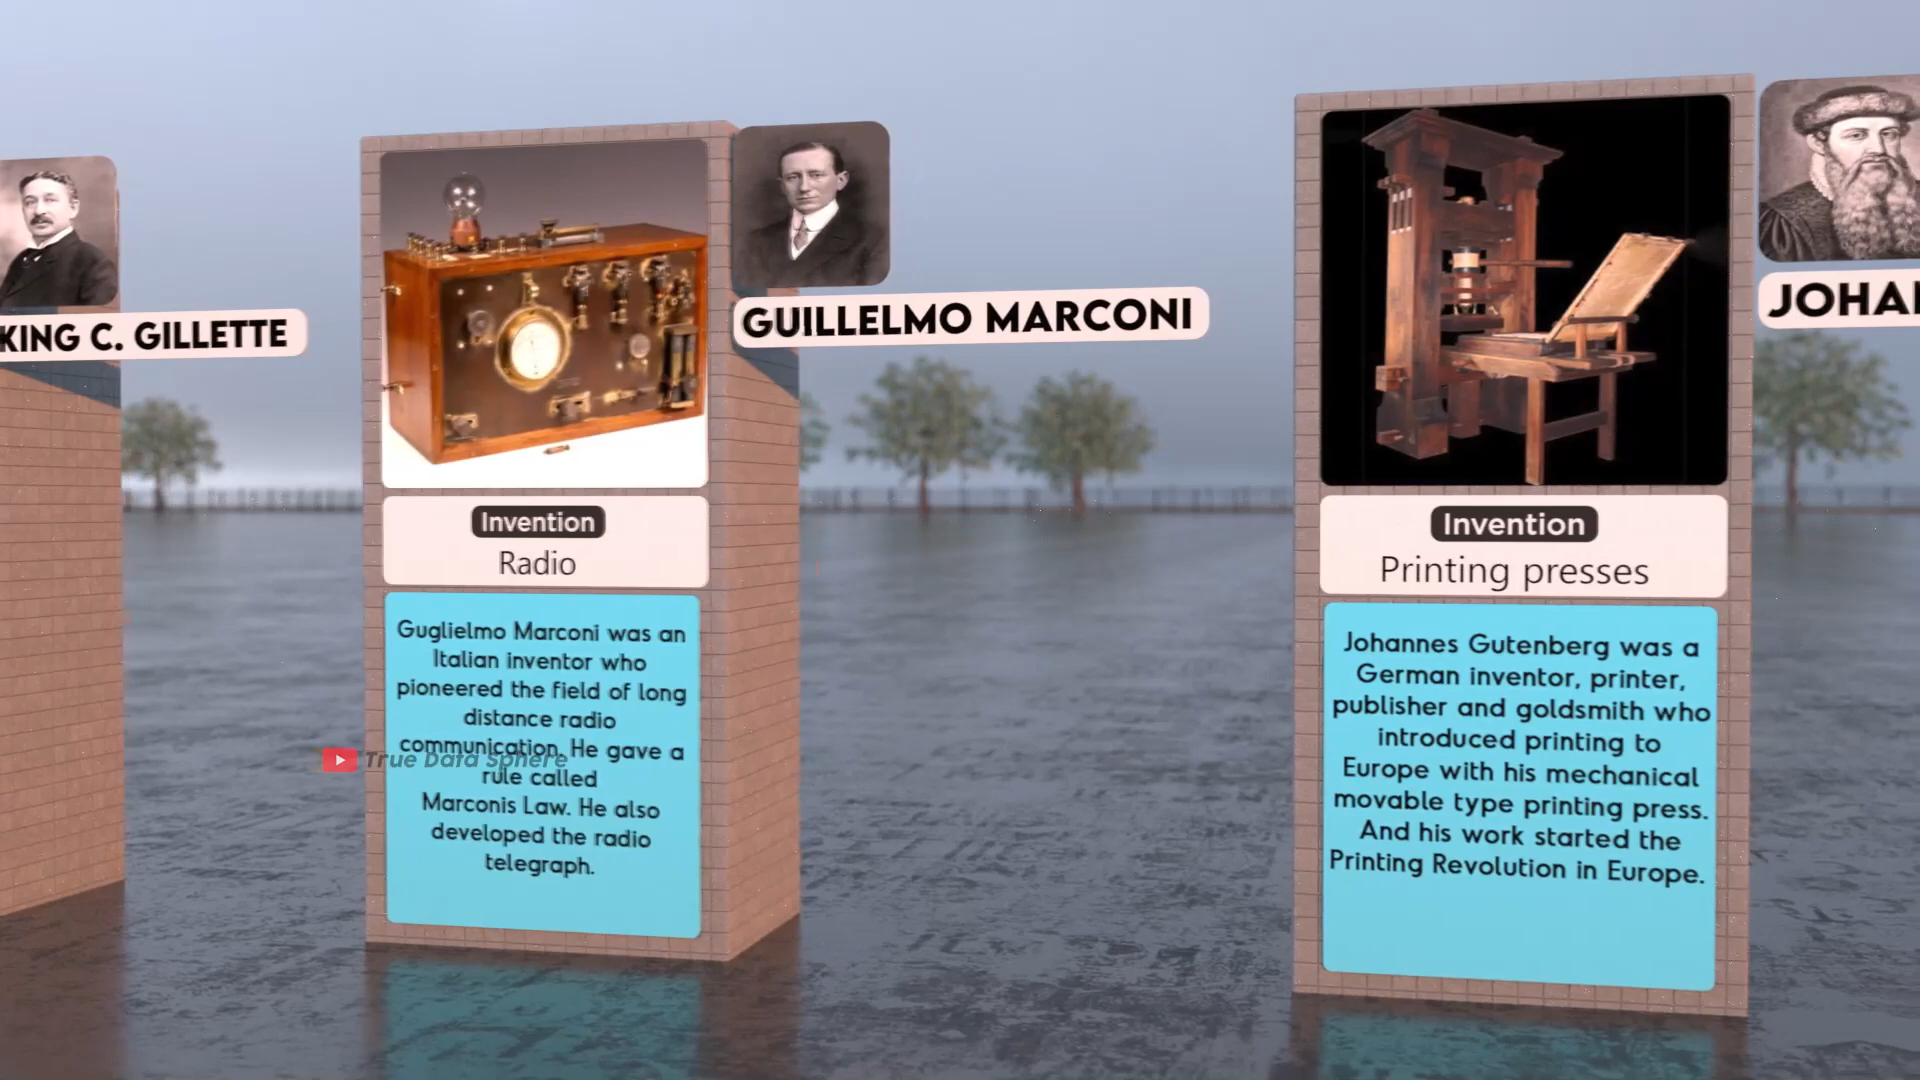 KING C. GILLETTE
GUILLELMO MARCONI
Invention
Radio
Guglielmo Marconi was an
Italian inventor who
pioneered the field of long
distance radio
communication. He gave a
rule called
Marconis Law. He also
developed the radio
telegraph.
True Data Sphere
JOHA
Invention
Printing presses
Johannes Gutenberg was a
German inventor, printer,
publisher and goldsmith who
introduced printing to
Europe with his mechanical
movable type printing press.
And his work started the
Printing Revolution in Europe.